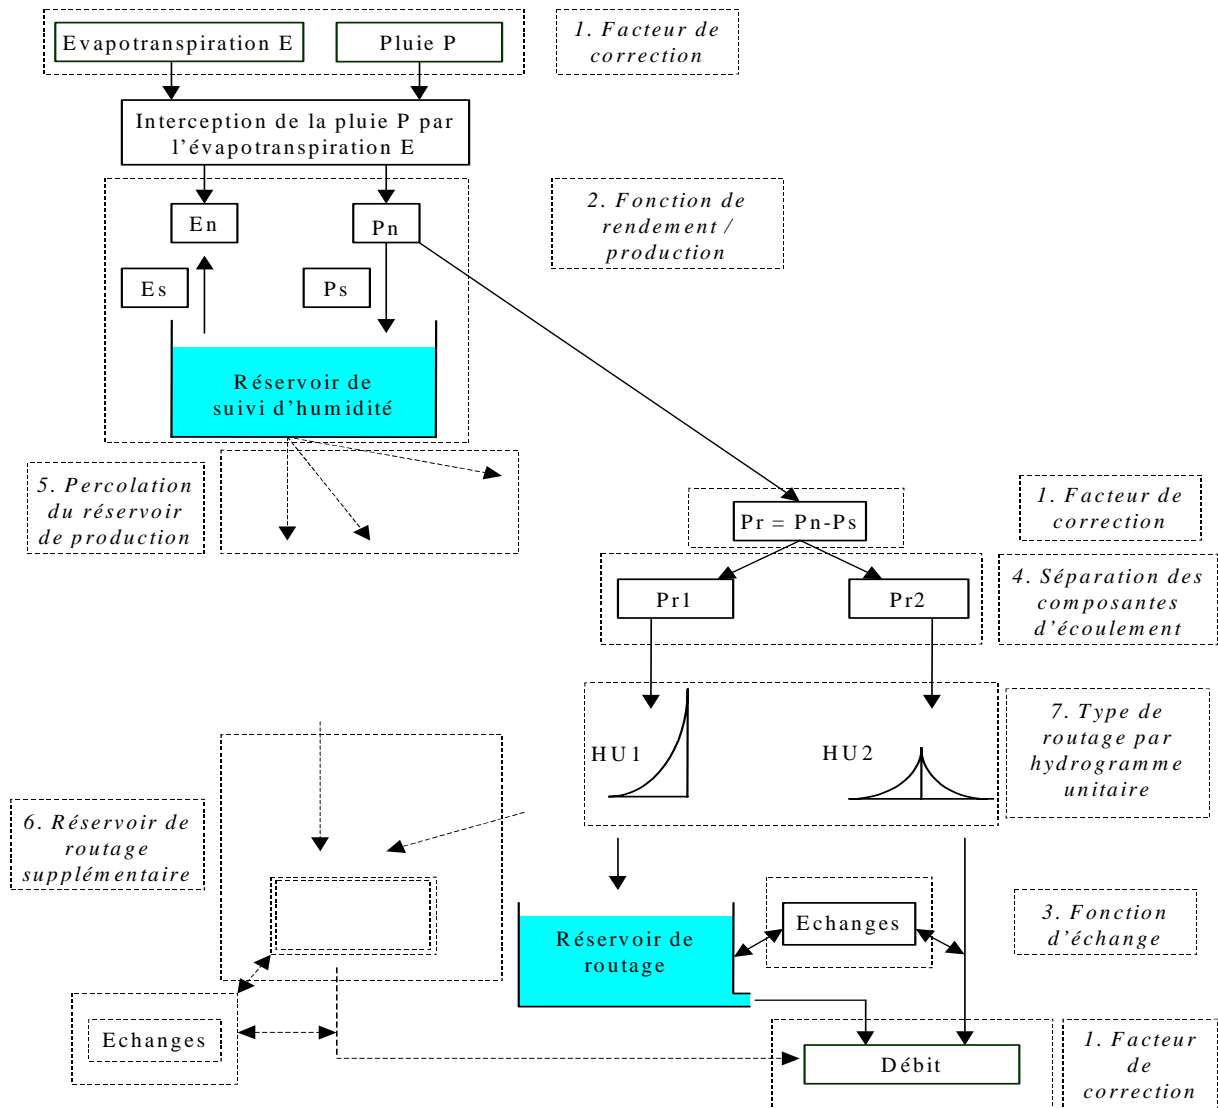 Evapotranspiration E
Pluie P
1. Facteur de
correction
Interception de la pluie P par
l'évapotranspiration E
En
Pn
2. Fonction de
rendement /
production
Es
Ps
Réservoir de
suivi d'humidité
5. Percolation
du réservoir
de production
Pr = Pn-Ps
1. Facteur de
correction
Pr1
Pr2
4. Séparation des
composantes
d'écoulement
HU1
HU2
7. Type de
routage par
hydrogramme
unitaire
6. Réservoir de
routage
supplémentaire
Réservoir de
routage
Echanges
3. Fonction
d'échange
Echanges
Débit
1. Facteur
de
correction